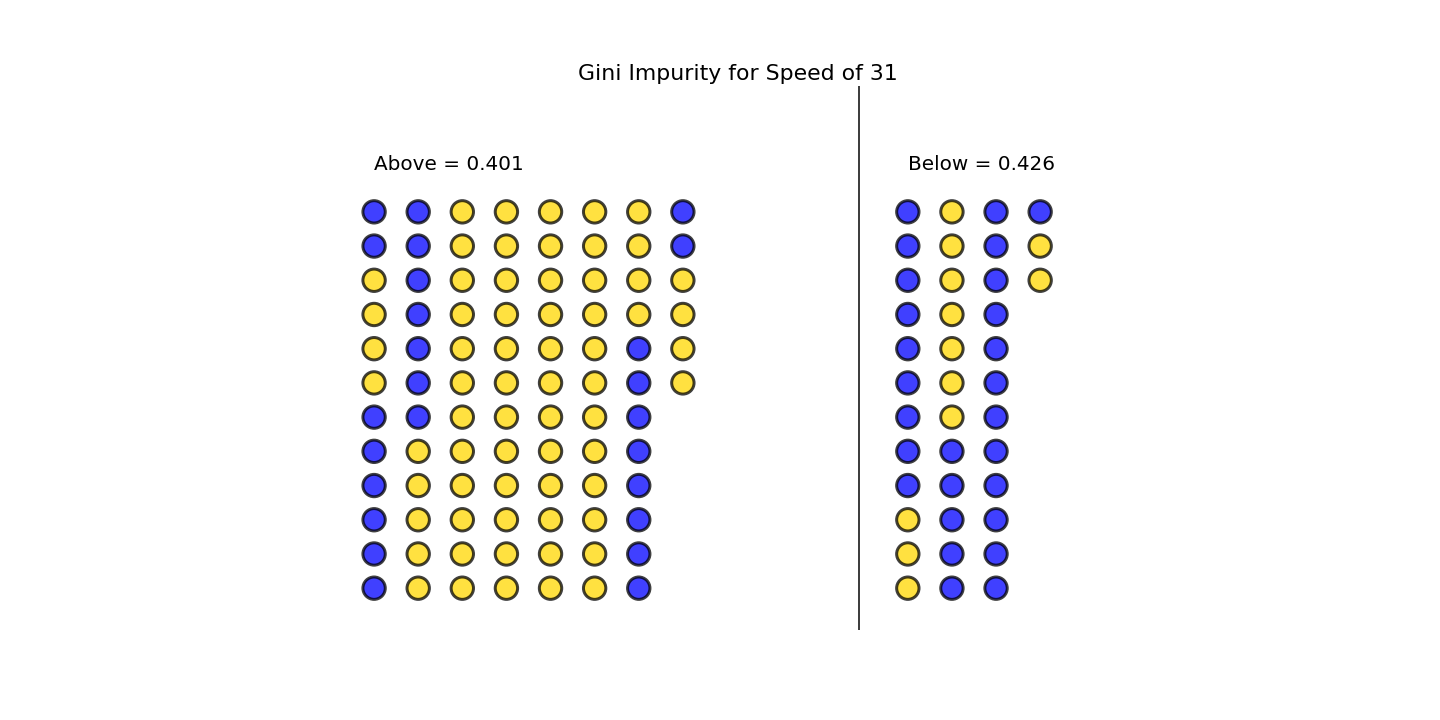 Gini Impurity for Speed of 31
Above = 0.401
Below = 0.426